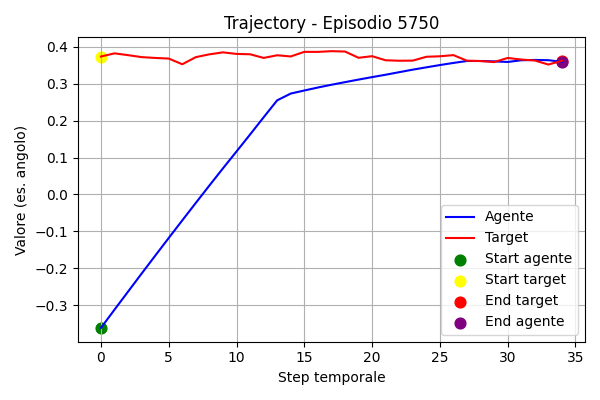 Trajectory - Episodio 5750
Valore (es. angolo)
0.4
0.3
0.2
0.1
0.0
−0.1
−0.2
−0.3
0
5
10
15
20
25
30
35
Step temporale
Agente
Target
Start agente
Start target
End target
End agente